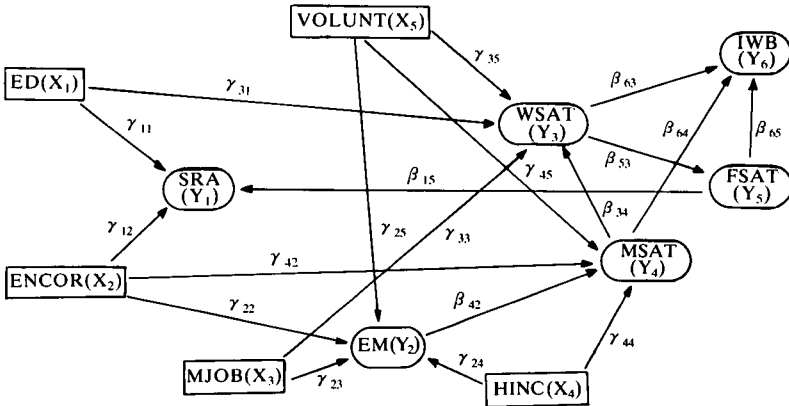 VOLUNT(X₅)
IWB
(Y₆)
γ₃₅
ED(X₁)
γ₃₁
β₆₃
WSAT
(Y₃)
γ₁₁
β₆₄
β₆₅
β₅₃
SRA
(Y₁)
β₁₅
γ₄₅
FSAT
(Y₅)
β₃₄
γ₁₂
γ₂₅
γ₃₃
γ₄₂
MSAT
(Y₄)
ENCOR(X₂)
γ₂₂
β₄₂
EM(Y₂)
γ₄₄
MJOB(X₃)
γ₂₃
γ₂₄
HINC(X₄)